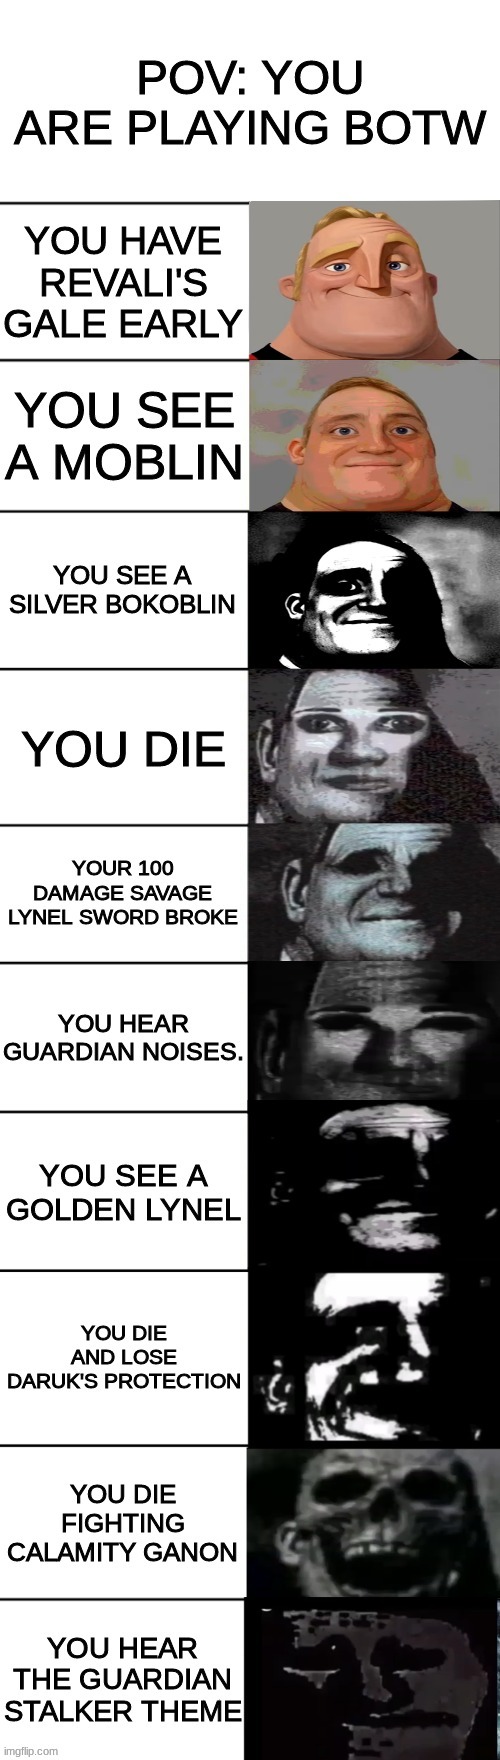 POV: YOU
ARE PLAYING BOTW
YOU HAVE
REVALI'S
GALE EARLY
YOU SEE
A MOBLIN
YOU SEE A
SILVER BOKOBLIN
YOU DIE
YOUR 100
DAMAGE SAVAGE
LYNEL SWORD BROKE
YOU HEAR
GUARDIAN NOISES.
YOU SEE A
GOLDEN LYNEL
YOU DIE
AND LOSE
DARUK'S PROTECTION
YOU DIE
FIGHTING
CALAMITY GANON
YOU HEAR
THE GUARDIAN
STALKER THEME
imgflip.com